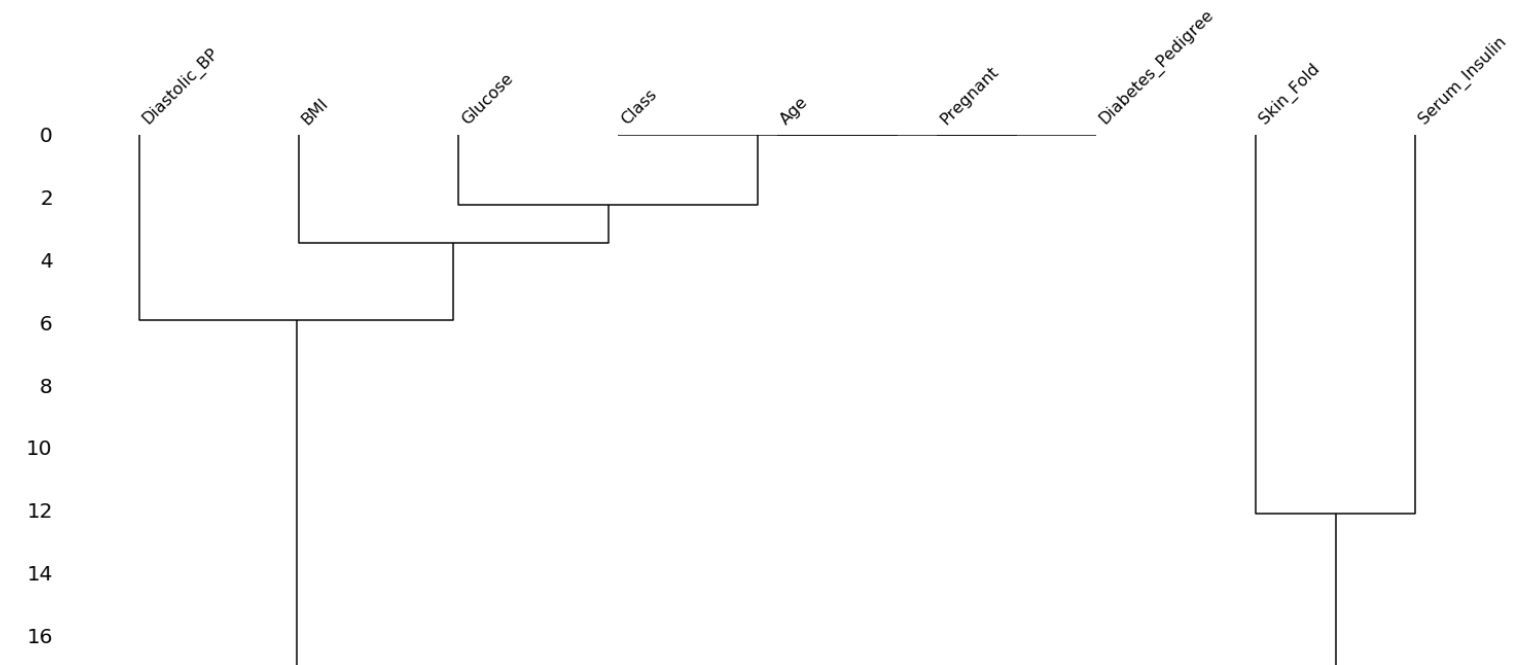 Diastolic_BP
BMI
Glucose
Class
Age
Pregnant
Diabetes_Pedigree
Skin_Fold
Serum_Insulin
0
2
4
6
8
10
12
14
16